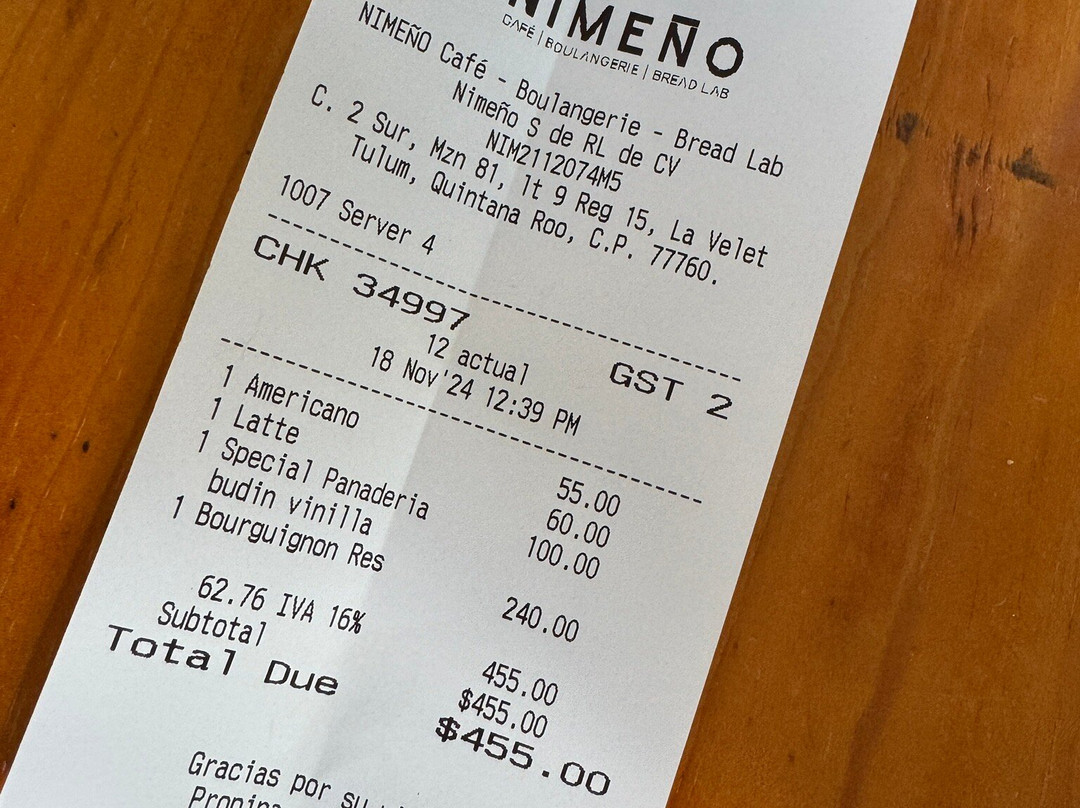 NIMEÑO
CAFÉ | BOULANGERIE | BREAD LAB
NIMEÑO Café - Boulangerie - Bread Lab
Nimeño S de RL de CV
NIM2112074M5
C. 2 Sur, Mzn 81, lt 9 Reg 15, La Velet
Tulum, Quintana Roo, C.P. 77760.
1007 Server 4
CHK 34997 GST 2
12 actual
18 Nov'24 12:39 PM
1 Americano 55.00
1 Latte 60.00
1 Special Panaderia 100.00
budin vinilla
1 Bourguignon Res 240.00
62.76 IVA 16% 455.00
Subtotal $455.00
Total Due $455.00
Gracias por su
Propina